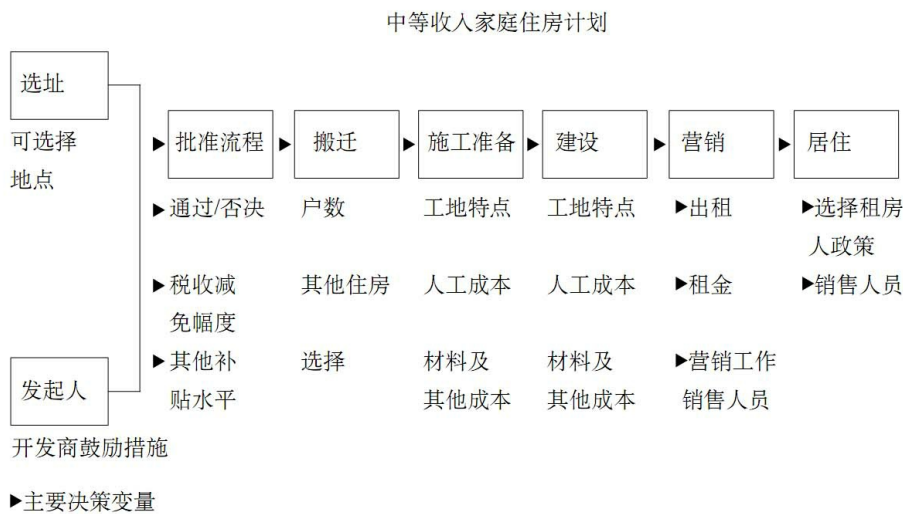 中等收入家庭住房计划
选址
可选择
地点
发起人
开发商鼓励措施
▶批准流程
▶通过/否决
▶税收减
免幅度
▶其他补
贴水平
▶搬迁
户数
其他住房
选择
▶施工准备
工地特点
人工成本
材料及
其他成本
▶建设
工地特点
人工成本
材料及
其他成本
▶营销
▶出租
▶租金
▶营销工作
销售人员
▶居住
▶选择租房
人政策
▶销售人员
▶主要决策变量